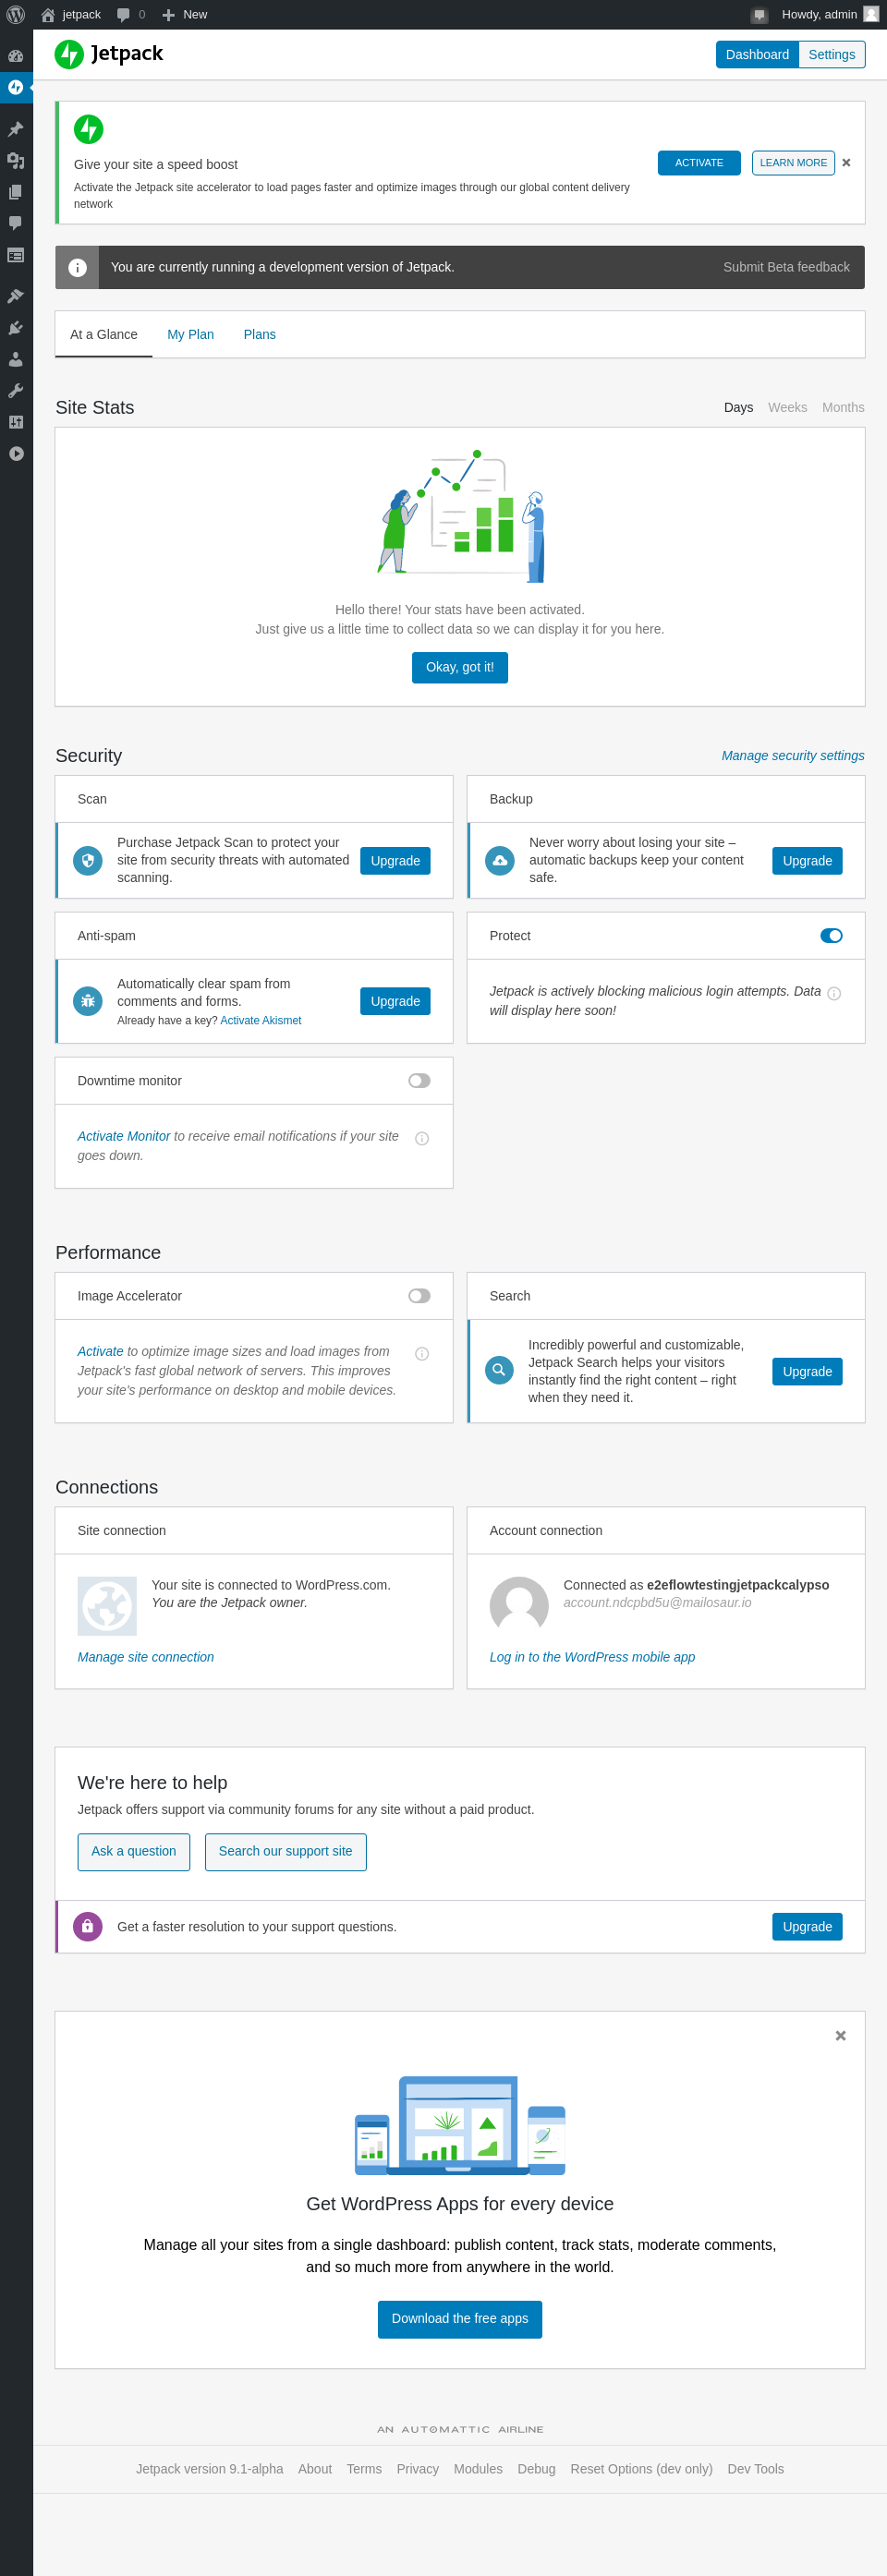 jetpack 0 New Howdy, admin
Jetpack Dashboard Settings
Give your site a speed boost
Activate the Jetpack site accelerator to load pages faster and optimize images through our global content delivery
network
ACTIVATE LEARN MORE
You are currently running a development version of Jetpack. Submit Beta feedback
At a Glance My Plan Plans
Site Stats Days Weeks Months
Hello there! Your stats have been activated.
Just give us a little time to collect data so we can display it for you here.
Okay, got it!
Security Manage security settings
Scan
Purchase Jetpack Scan to protect your
site from security threats with automated
scanning.
Upgrade
Backup
Never worry about losing your site –
automatic backups keep your content
safe.
Upgrade
Anti-spam
Automatically clear spam from
comments and forms.
Already have a key? Activate Akismet
Upgrade
Protect
Jetpack is actively blocking malicious login attempts. Data
will display here soon!
Downtime monitor
Activate Monitor to receive email notifications if your site
goes down.
Performance
Image Accelerator
Activate to optimize image sizes and load images from
Jetpack's fast global network of servers. This improves
your site's performance on desktop and mobile devices.
Search
Incredibly powerful and customizable,
Jetpack Search helps your visitors
instantly find the right content – right
when they need it.
Upgrade
Connections
Site connection
Your site is connected to WordPress.com.
You are the Jetpack owner.
Manage site connection
Account connection
Connected as e2eflowtestingjetpackcalypso
account.ndcpbd5u@mailosaur.io
Log in to the WordPress mobile app
We're here to help
Jetpack offers support via community forums for any site without a paid product.
Ask a question Search our support site
Get a faster resolution to your support questions. Upgrade
Get WordPress Apps for every device
Manage all your sites from a single dashboard: publish content, track stats, moderate comments,
and so much more from anywhere in the world.
Download the free apps
AN AUTOMATTIC AIRLINE
Jetpack version 9.1-alpha About Terms Privacy Modules Debug Reset Options (dev only) Dev Tools